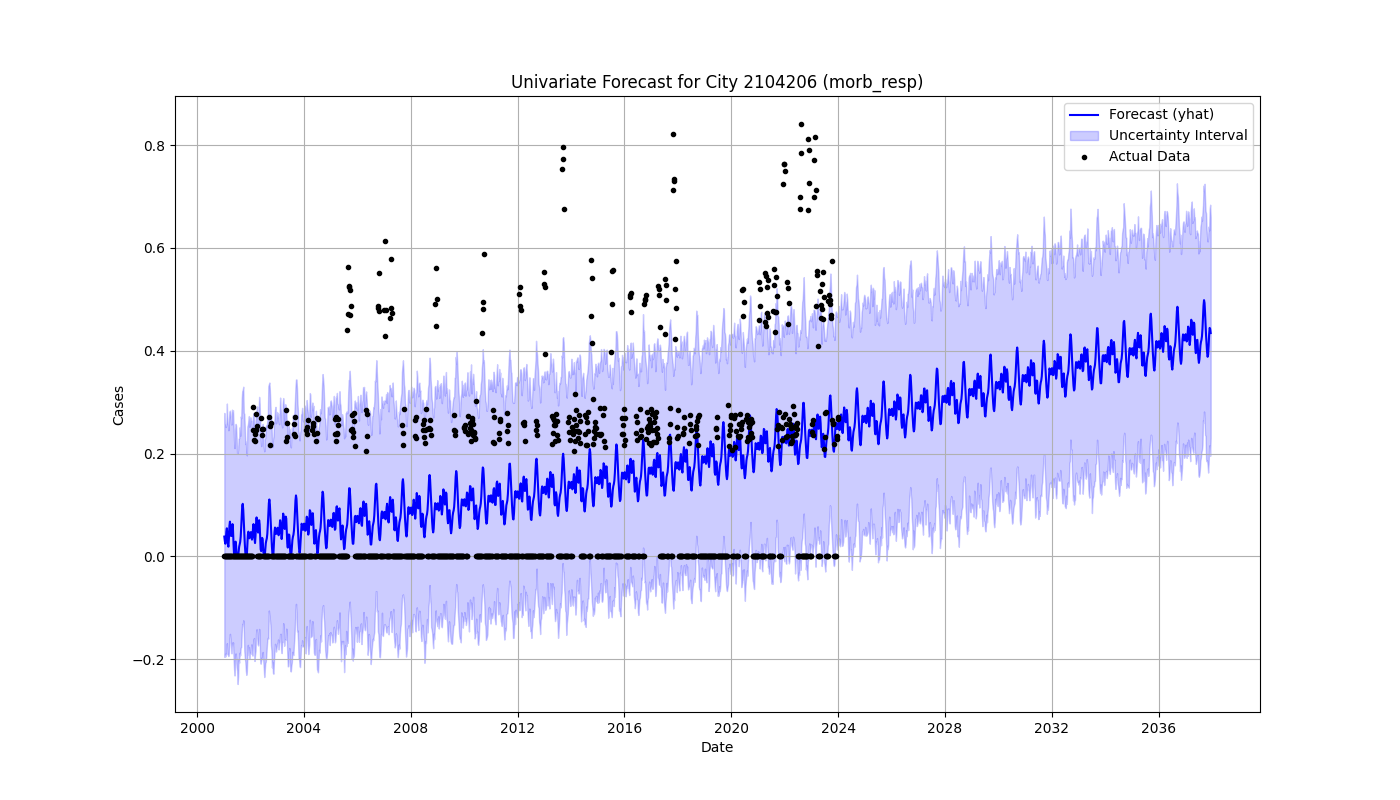 Univariate Forecast for City 2104206 (morb_resp)
Forecast (yhat)
Uncertainty Interval
Actual Data
Cases
0.8
0.6
0.4
0.2
0.0
−0.2
2000 2004 2008 2012 2016 2020 2024 2028 2032 2036
Date